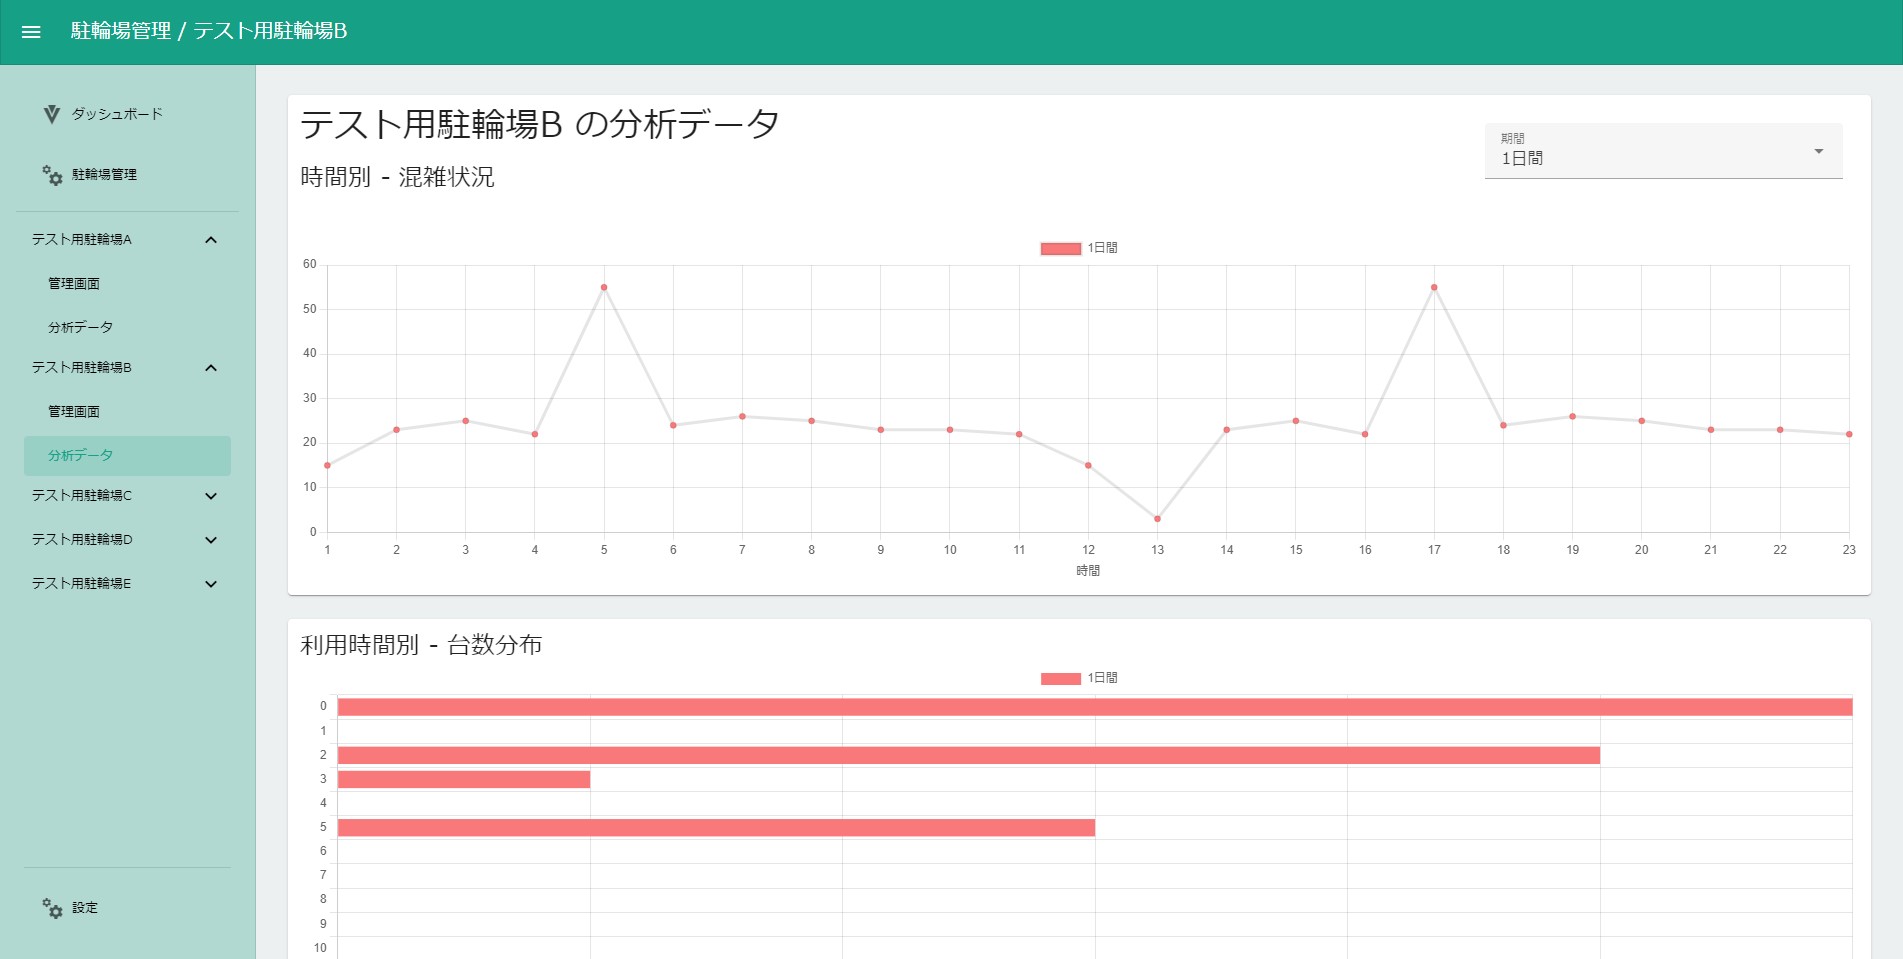 駐輪場管理 / テスト用駐輪場B
ダッシュボード
駐輪場管理
テスト用駐輪場A
管理画面
分析データ
テスト用駐輪場B
管理画面
分析データ
テスト用駐輪場C
テスト用駐輪場D
テスト用駐輪場E
設定
テスト用駐輪場B の分析データ
期間
1日間
時間別 - 混雑状況
1日間
60
50
40
30
20
10
0
1 2 3 4 5 6 7 8 9 10 11 12 13 14 15 16 17 18 19 20 21 22 23
時間
利用時間別 - 台数分布
1日間
0
1
2
3
4
5
6
7
8
9
10